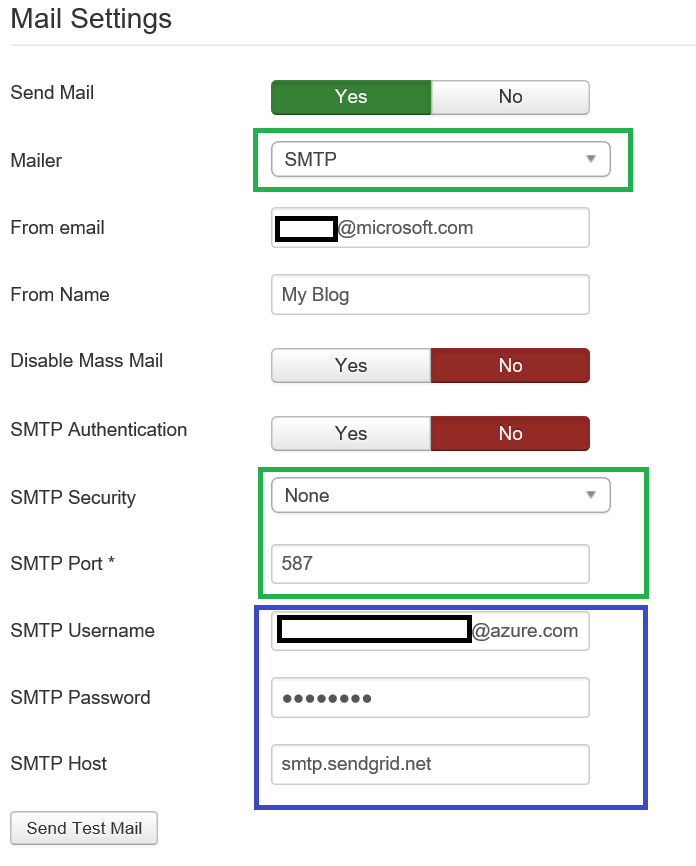 Mail Settings
Send Mail Yes No
Mailer SMTP
From email @microsoft.com
From Name My Blog
Disable Mass Mail Yes No
SMTP Authentication Yes No
SMTP Security None
SMTP Port * 587
SMTP Username @azure.com
SMTP Password ••••••••
SMTP Host smtp.sendgrid.net
Send Test Mail